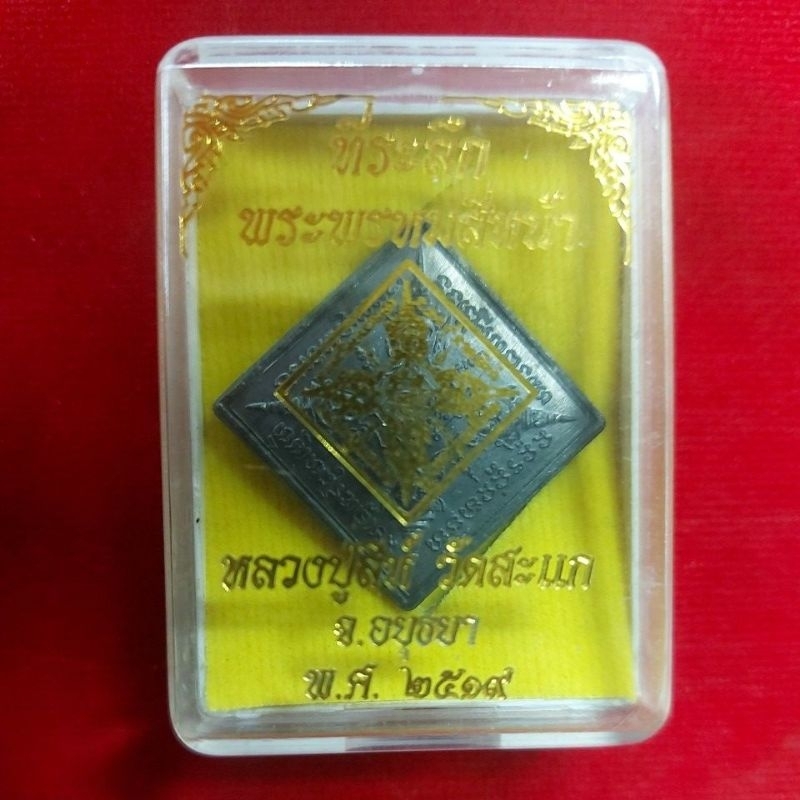 ที่ระลึก
พระพรหมสี่หน้า
หลวงปู่สีห์ วัดสะแก
จ.อยุธยา
พ.ศ. ๒๕๑๙